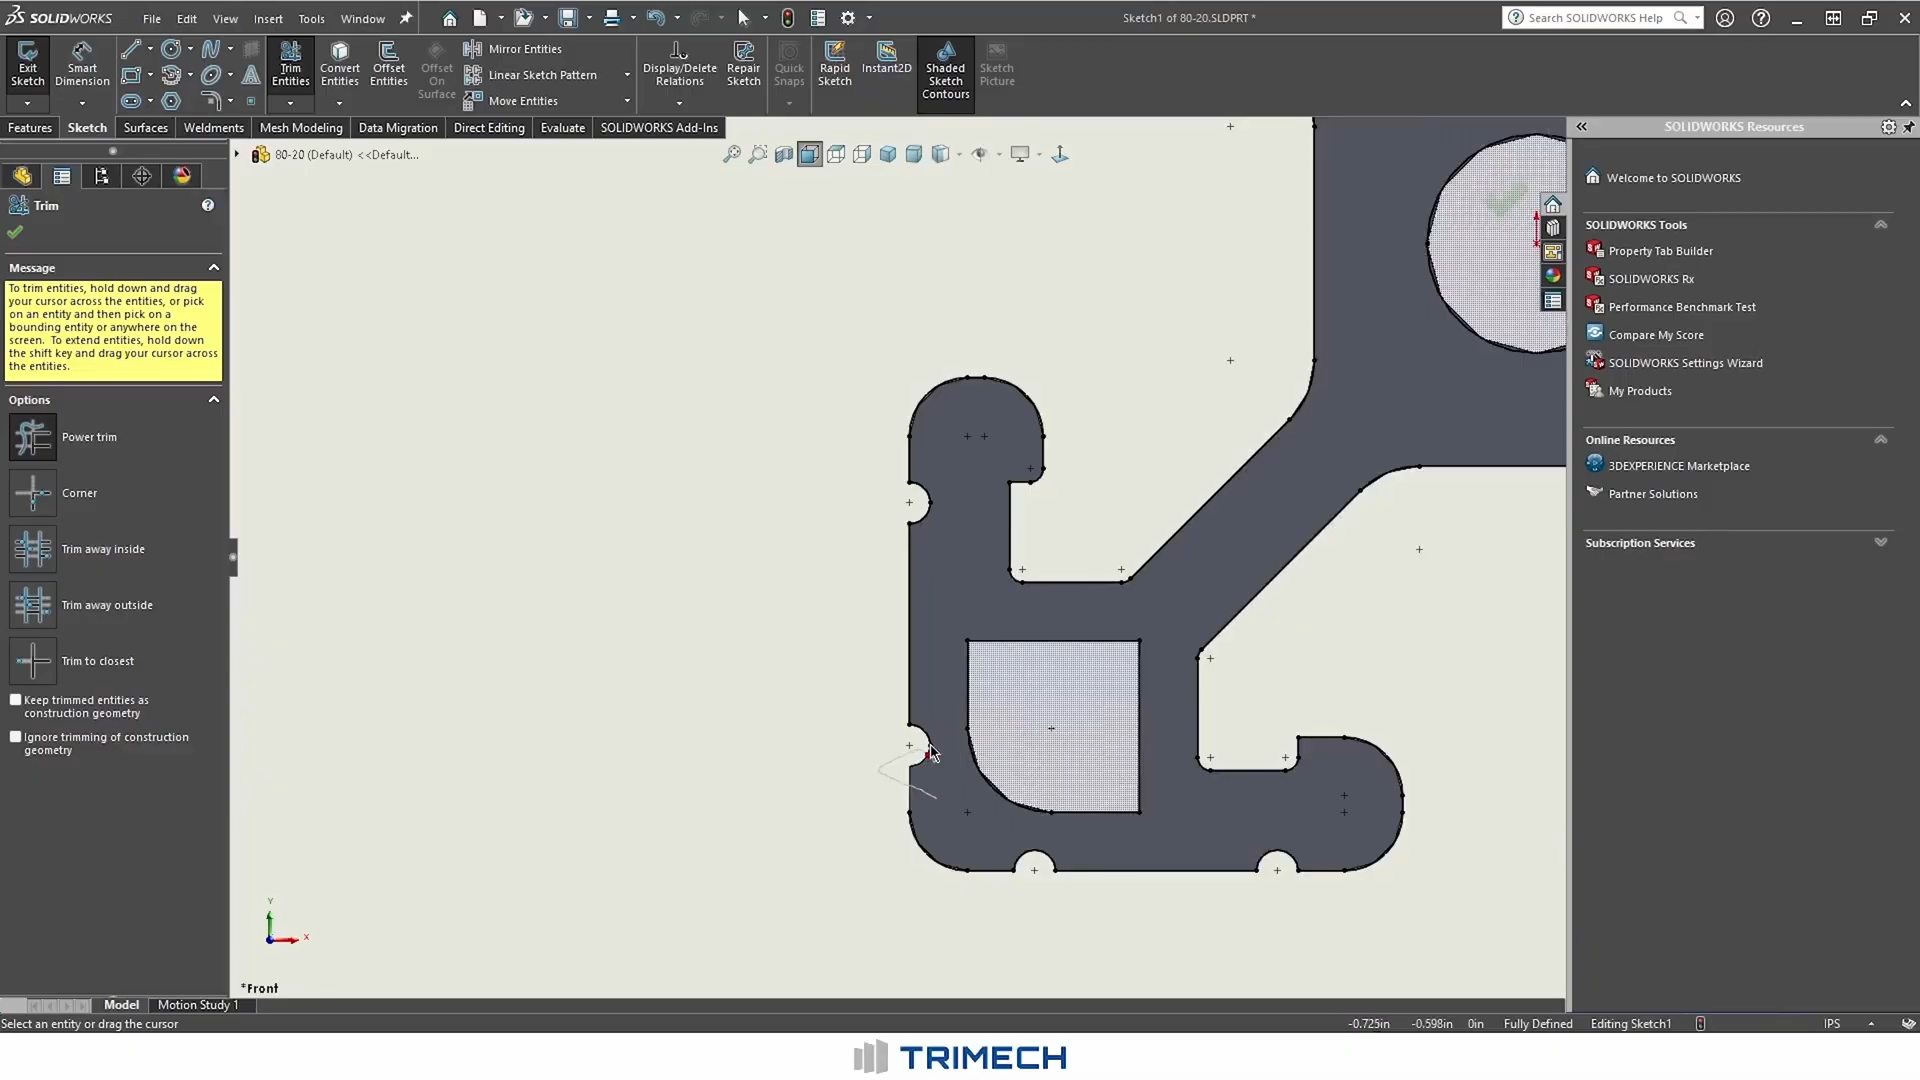 SOLIDWORKS
File
Edit
View
Insert
Tools
Window
Sketch1 of 80-20.SLDPRT *
Search SOLIDWORKS Help
Exit Sketch
Smart Dimension
Trim Entities
Convert Entities
Offset Entities
Offset On Surface
Mirror Entities
Linear Sketch Pattern
Move Entities
Display/Delete Relations
Repair Sketch
Quick Snaps
Rapid Sketch
Instant2D
Shaded Sketch Contours
Sketch Picture
Features
Sketch
Surfaces
Weldments
Mesh Modeling
Data Migration
Direct Editing
Evaluate
SOLIDWORKS Add-Ins
80-20 (Default) <<Default...
Trim
Message
To trim entities, hold down and drag
your cursor across the entities, or pick
on an entity and then pick on a
bounding entity or anywhere on the
screen. To extend entities, hold down
the shift key and drag your cursor across
the entities.
Options
Power trim
Corner
Trim away inside
Trim away outside
Trim to closest
Keep trimmed entities as
construction geometry
Ignore trimming of construction
geometry
Y
X
*Front
Model
Motion Study 1
Select an entity or drag the cursor
-0.725in
-0.598in
0in
Fully Defined
Editing Sketch1
IPS
SOLIDWORKS Resources
Welcome to SOLIDWORKS
SOLIDWORKS Tools
Property Tab Builder
SOLIDWORKS Rx
Performance Benchmark Test
Compare My Score
SOLIDWORKS Settings Wizard
My Products
Online Resources
3DEXPERIENCE Marketplace
Partner Solutions
Subscription Services
TRIMECH